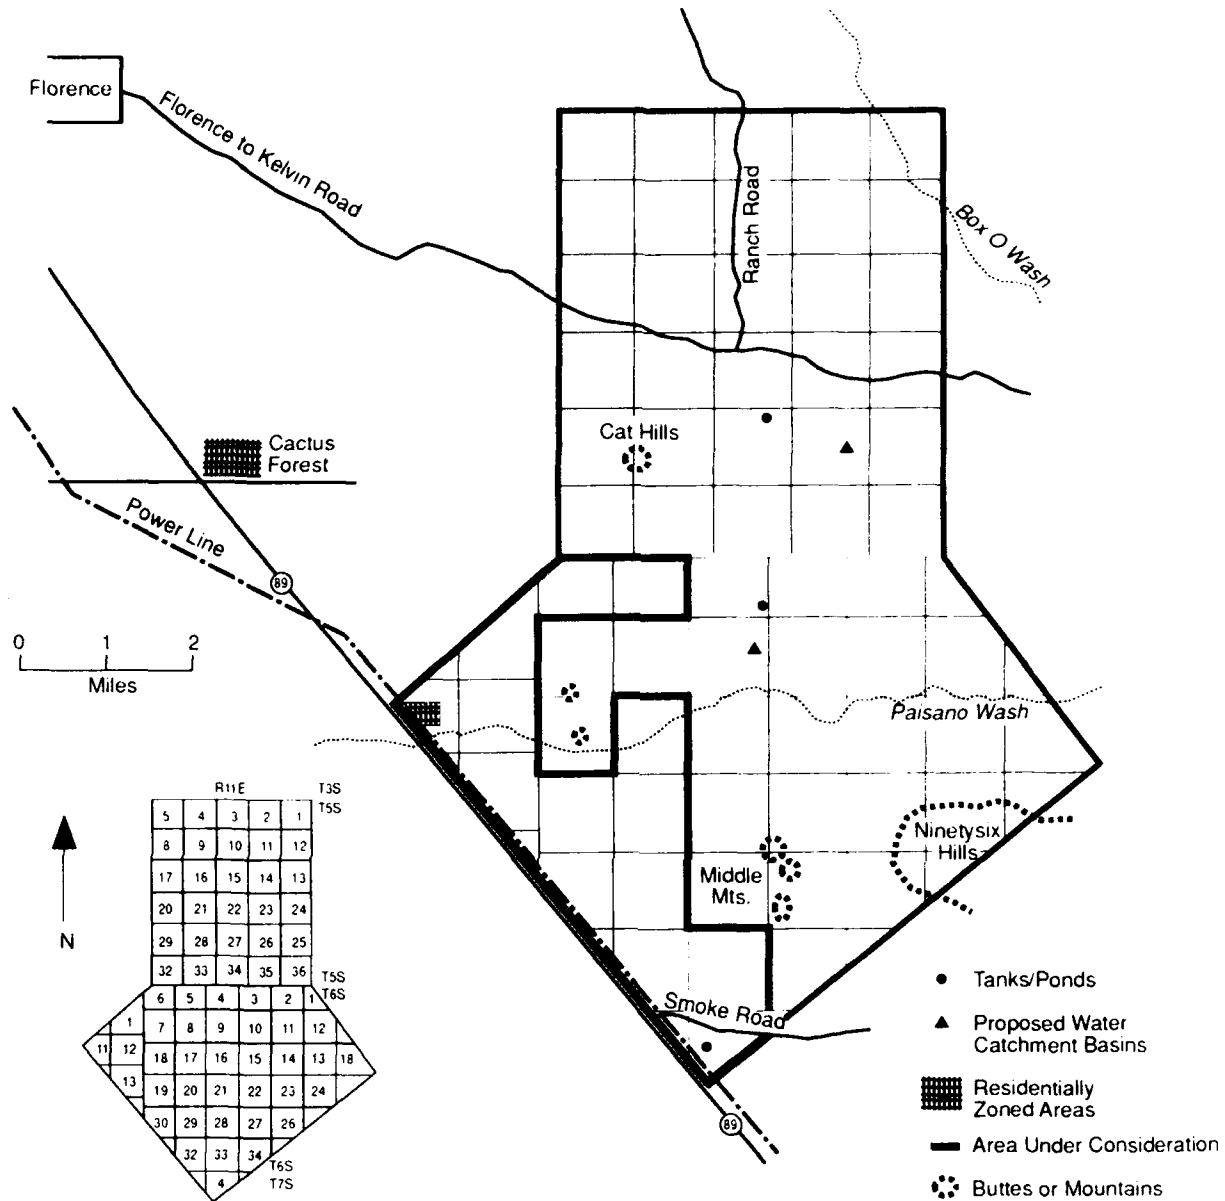 Florence
Florence to Kelvin Road
Ranch Road
Box O Wash
Cat Hills
Cactus
Forest
Power Line
89
0 1 2
Miles
Paisano Wash
Ninetysix
Hills
Middle
Mts.
Smoke Road
89
N
R11E
T3S
T5S
5 4 3 2 1
8 9 10 11 12
17 16 15 14 13
20 21 22 23 24
29 28 27 26 25
32 33 34 35 36
T5S
T6S
6 5 4 3 2 1
1 7 8 9 10 11 12
11 12 18 17 16 15 14 13 18
13 19 20 21 22 23 24
30 29 28 27 26
32 33 34
T6S
T7S
4
Tanks/Ponds
Proposed Water
Catchment Basins
Residentially
Zoned Areas
Area Under Consideration
Buttes or Mountains